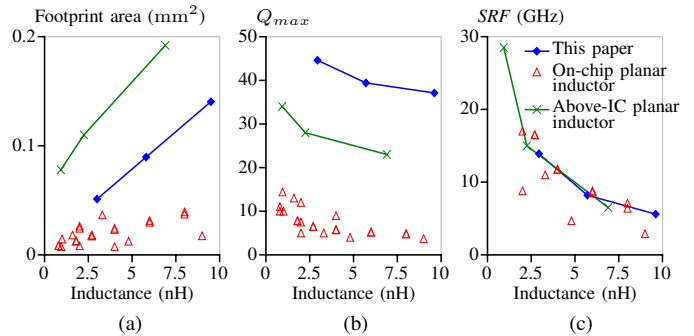 Footprint area (mm²)
0.2
0.1
0
0 2.5 5 7.5 10
Inductance (nH)
(a)
Q_max
50
40
30
20
10
0
0 2.5 5 7.5 10
Inductance (nH)
(b)
SRF (GHz)
This paper
On-chip planar
inductor
Above-IC planar
inductor
30
20
10
0
0 2.5 5 7.5 10
Inductance (nH)
(c)